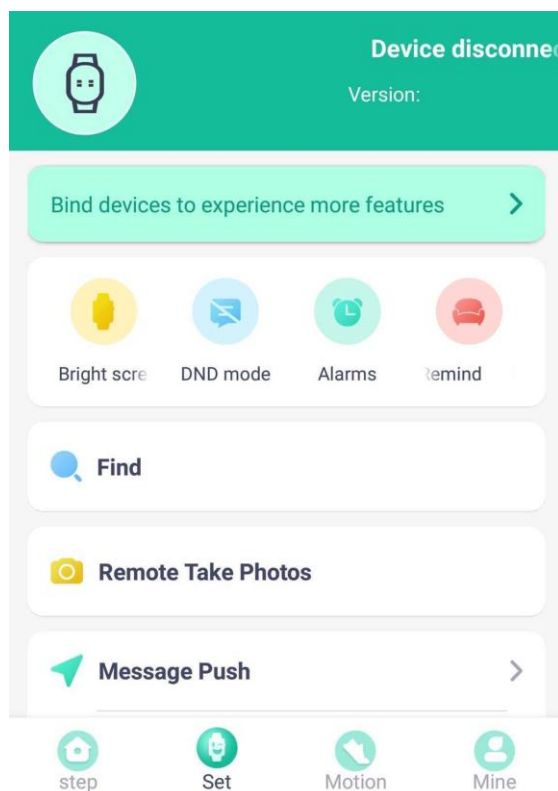 Device disconne
Version:
Bind devices to experience more features
Bright scre
DND mode
Alarms
Remind
Find
Remote Take Photos
Message Push
step
Set
Motion
Mine